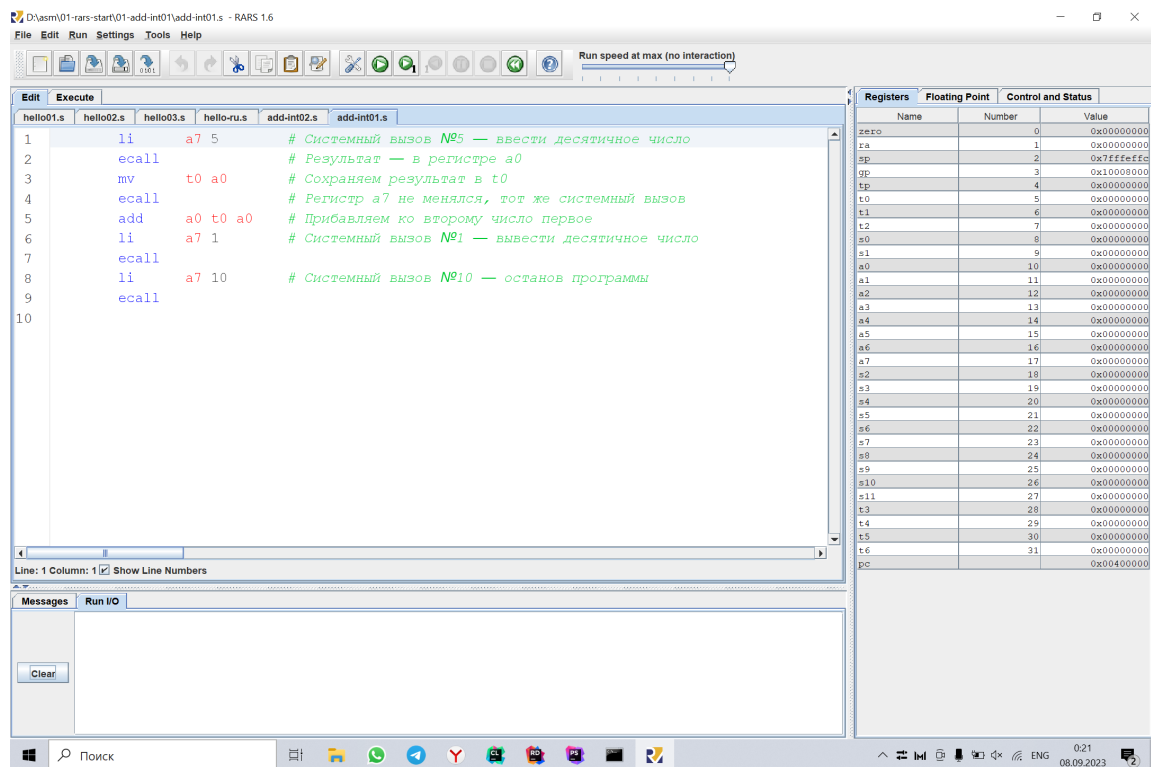 D:\asm\01-rars-start\01-add-int01\add-int01.s - RARS 1.6
File Edit Run Settings Tools Help
Run speed at max (no interaction)
Edit Execute
hello01.s hello02.s hello03.s hello-ru.s add-int02.s add-int01.s
1 li a7 5 # Системный вызов №5 — ввести десятичное число
2 ecall # Результат — в регистре a0
3 mv t0 a0 # Сохраняем результат в t0
4 ecall # Регистр a7 не менялся, тот же системный вызов
5 add a0 t0 a0 # Прибавляем ко второму число первое
6 li a7 1 # Системный вызов №1 — вывести десятичное число
7 ecall
8 li a7 10 # Системный вызов №10 — останов программы
9 ecall
10
Line: 1 Column: 1 Show Line Numbers
Messages Run I/O
Clear
Registers Floating Point Control and Status
Name Number Value
zero 0 0x00000000
ra 1 0x00000000
sp 2 0x7fffeffc
gp 3 0x10008000
tp 4 0x00000000
t0 5 0x00000000
t1 6 0x00000000
t2 7 0x00000000
s0 8 0x00000000
s1 9 0x00000000
a0 10 0x00000000
a1 11 0x00000000
a2 12 0x00000000
a3 13 0x00000000
a4 14 0x00000000
a5 15 0x00000000
a6 16 0x00000000
a7 17 0x00000000
s2 18 0x00000000
s3 19 0x00000000
s4 20 0x00000000
s5 21 0x00000000
s6 22 0x00000000
s7 23 0x00000000
s8 24 0x00000000
s9 25 0x00000000
s10 26 0x00000000
s11 27 0x00000000
t3 28 0x00000000
t4 29 0x00000000
t5 30 0x00000000
t6 31 0x00000000
pc 0x00400000
Поиск
ENG
0:21
08.09.2023
2